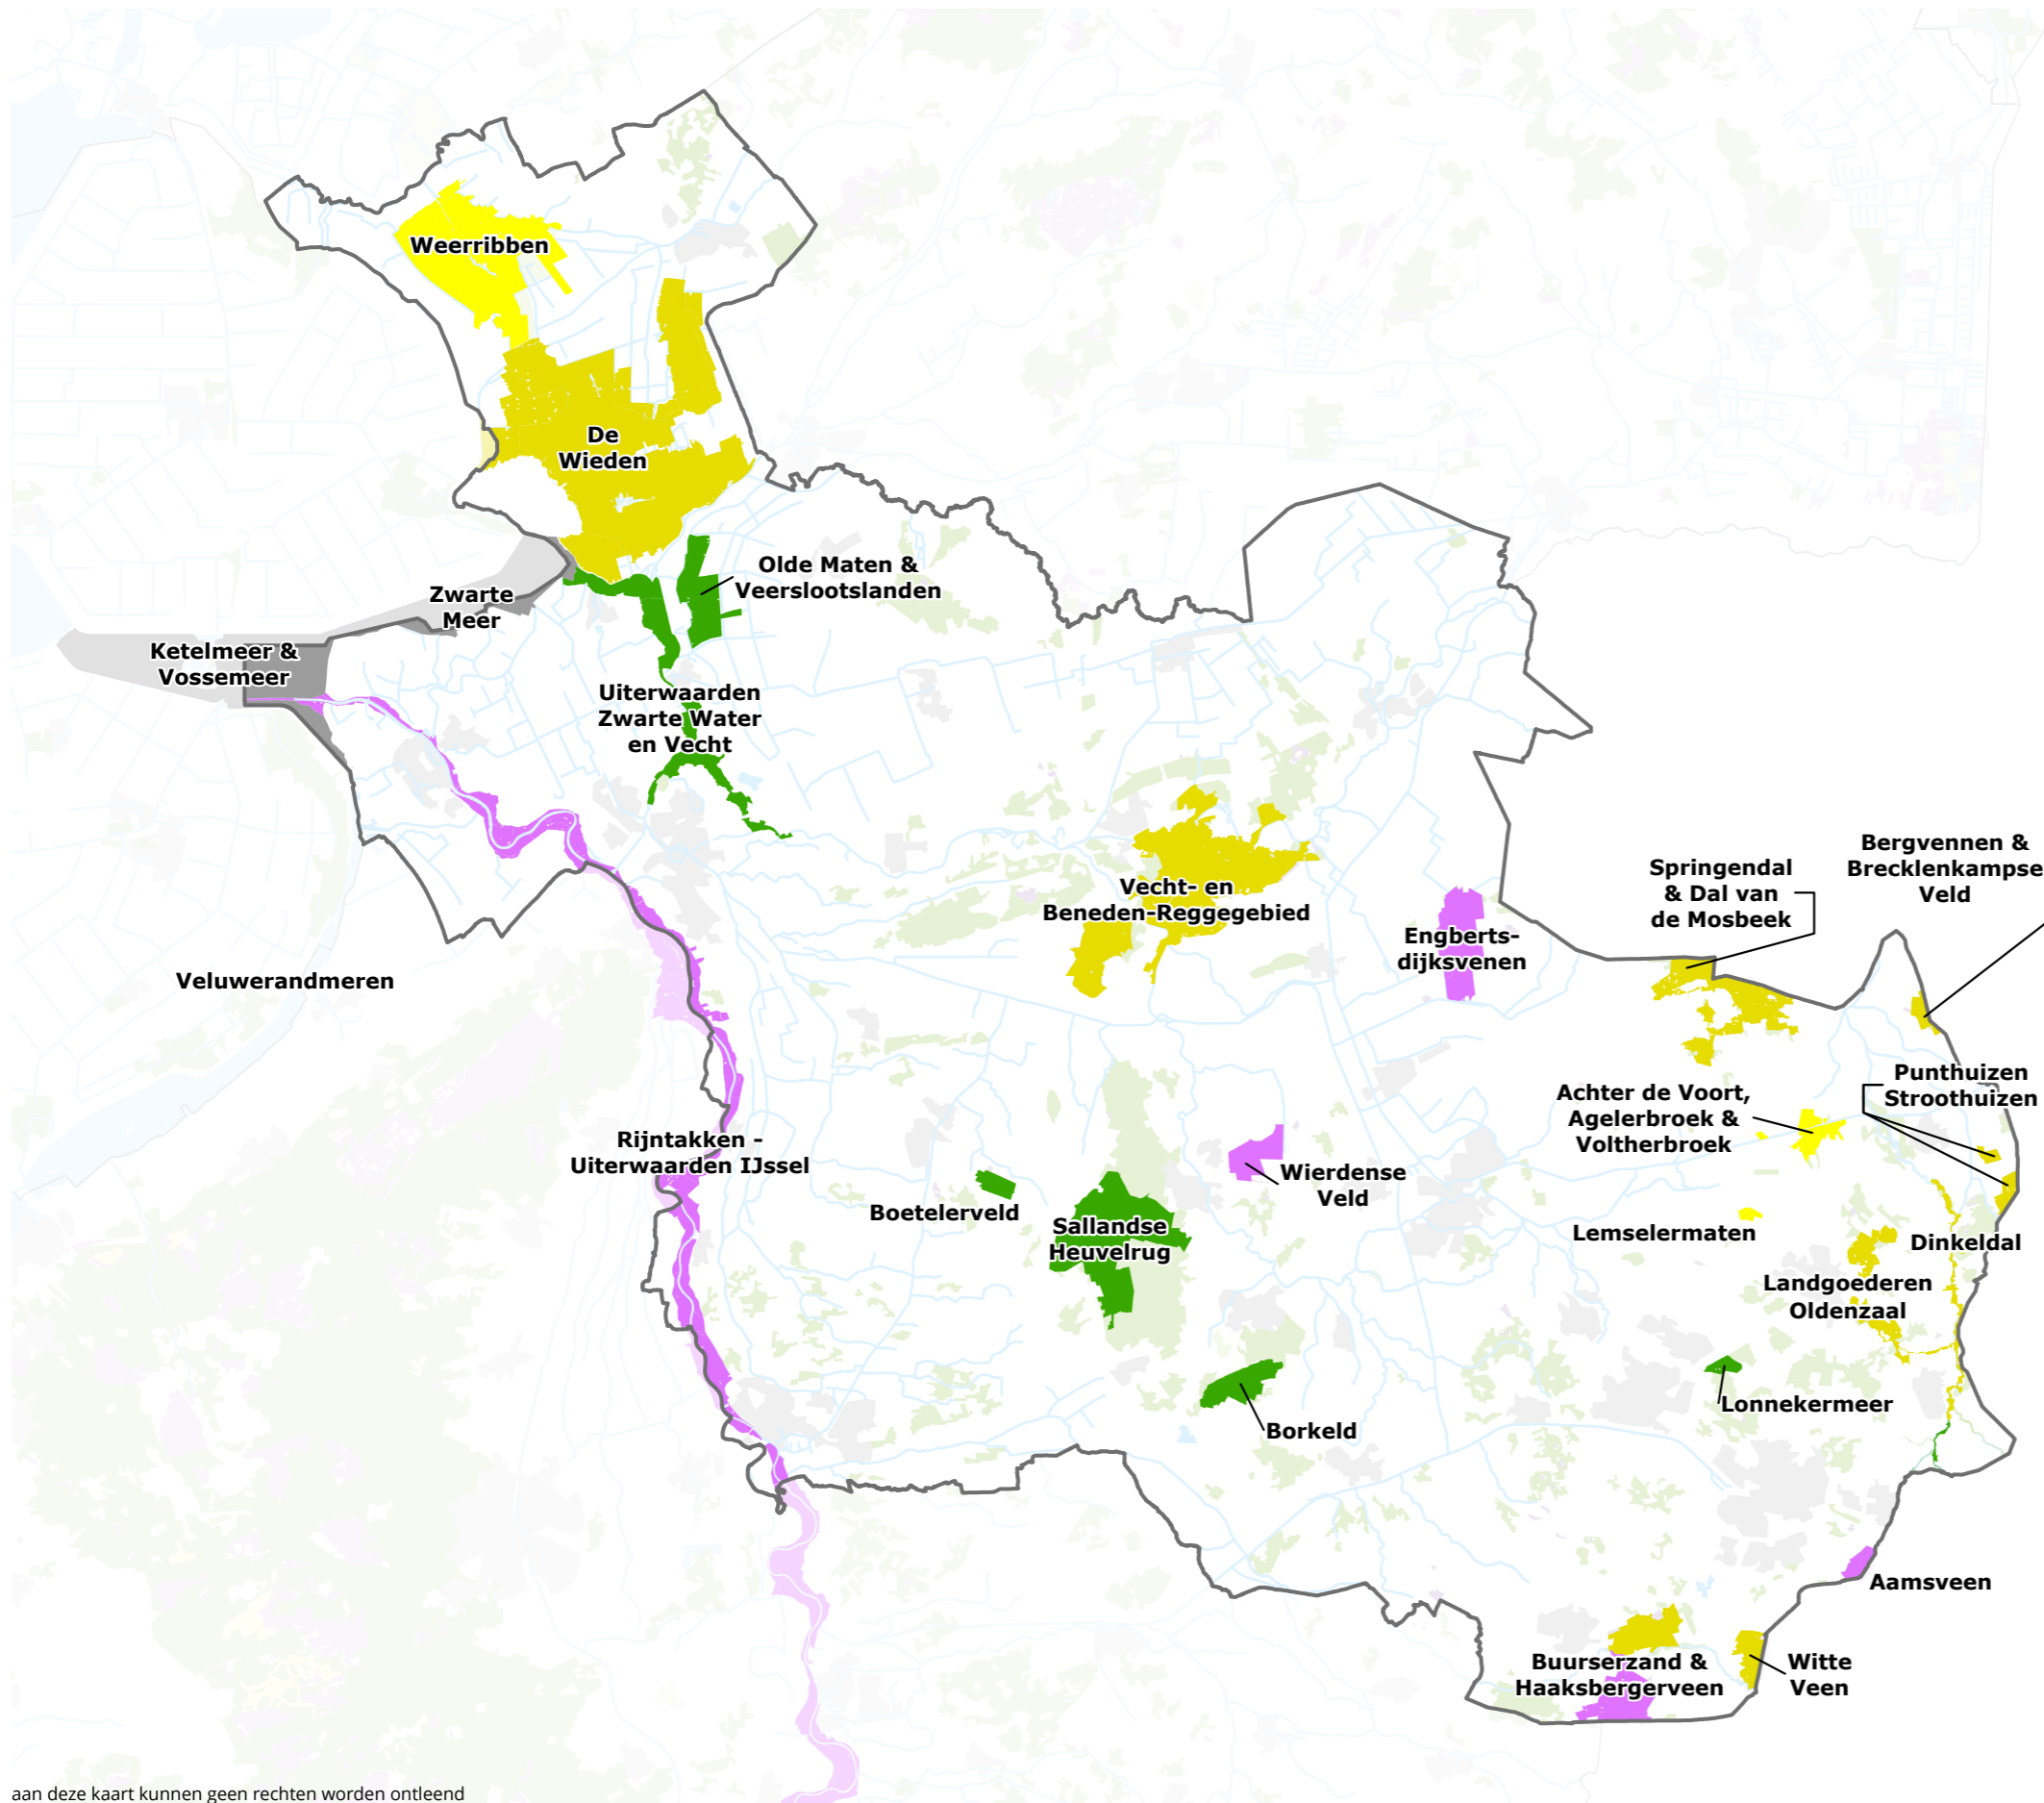 Weerribben
De
Wieden
Olde Maten &
Veerslootslanden
Zwarte
Meer
Ketelmeer &
Vossemeer
Uiterwaarden
Zwarte Water
en Vecht
Vecht- en
Beneden-Reggegebied
Engberts-
dijksvenen
Springendal
& Dal van
de Mosbeek
Bergvennen &
Brecklenkampse
Veld
Veluwerandmeren
Punthuizen
Stroothuizen
Achter de Voort,
Agelerbroek &
Voltherbroek
Rijntakken -
Uiterwaarden IJssel
Wierdense
Veld
Boetelerveld
Sallandse
Heuvelrug
Lemselermaten
Dinkeldal
Landgoederen
Oldenzaal
Lonnekermeer
Borkeld
Aamsveen
Buurserzand &
Haaksbergerveen
Witte
Veen
aan deze kaart kunnen geen rechten worden ontleend